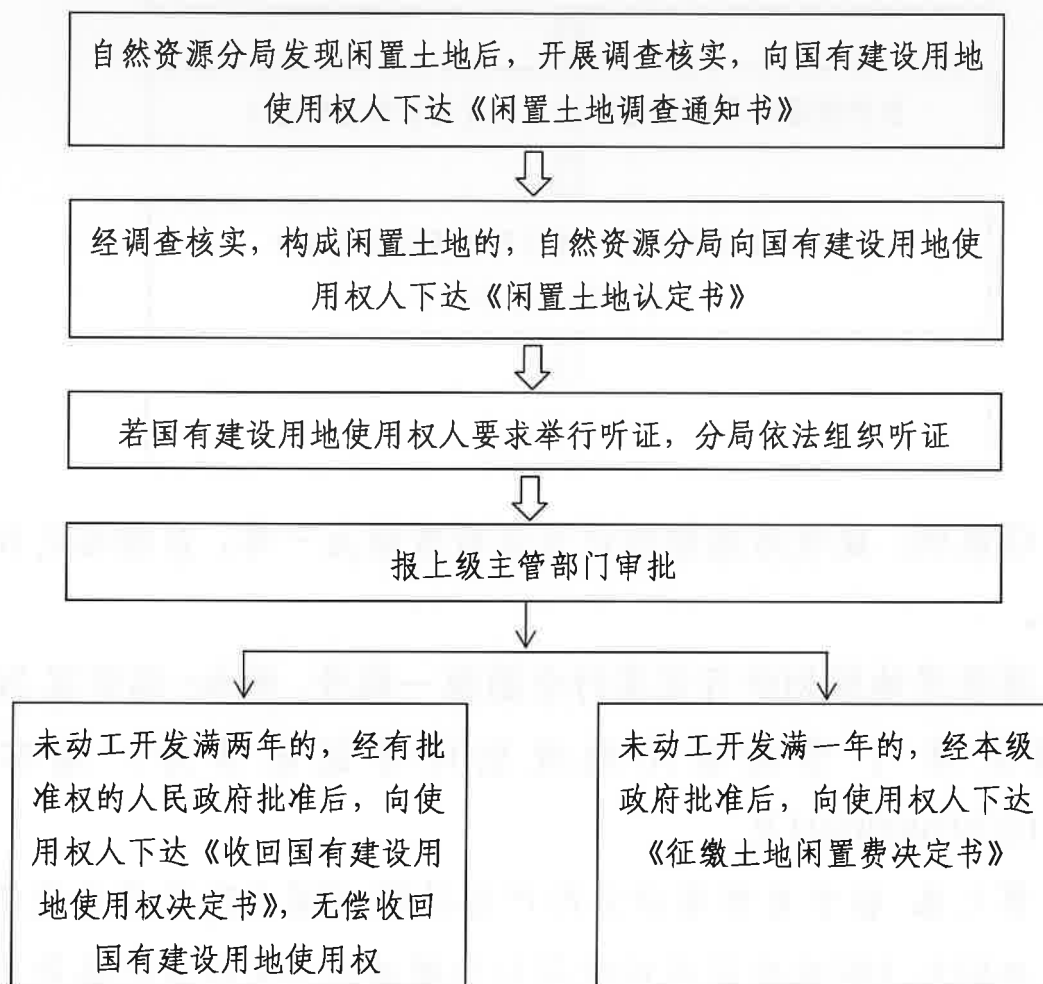 自然资源分局发现闲置土地后，开展调查核实，向国有建设用地
使用权人下达《闲置土地调查通知书》
经调查核实，构成闲置土地的，自然资源分局向国有建设用地使
用权人下达《闲置土地认定书》
若国有建设用地使用权人要求举行听证，分局依法组织听证
报上级主管部门审批
未动工开发满两年的，经有批
准权的人民政府批准后，向使
用权人下达《收回国有建设用
地使用权决定书》，无偿收回
国有建设用地使用权
未动工开发满一年的，经本级
政府批准后，向使用权人下达
《征缴土地闲置费决定书》